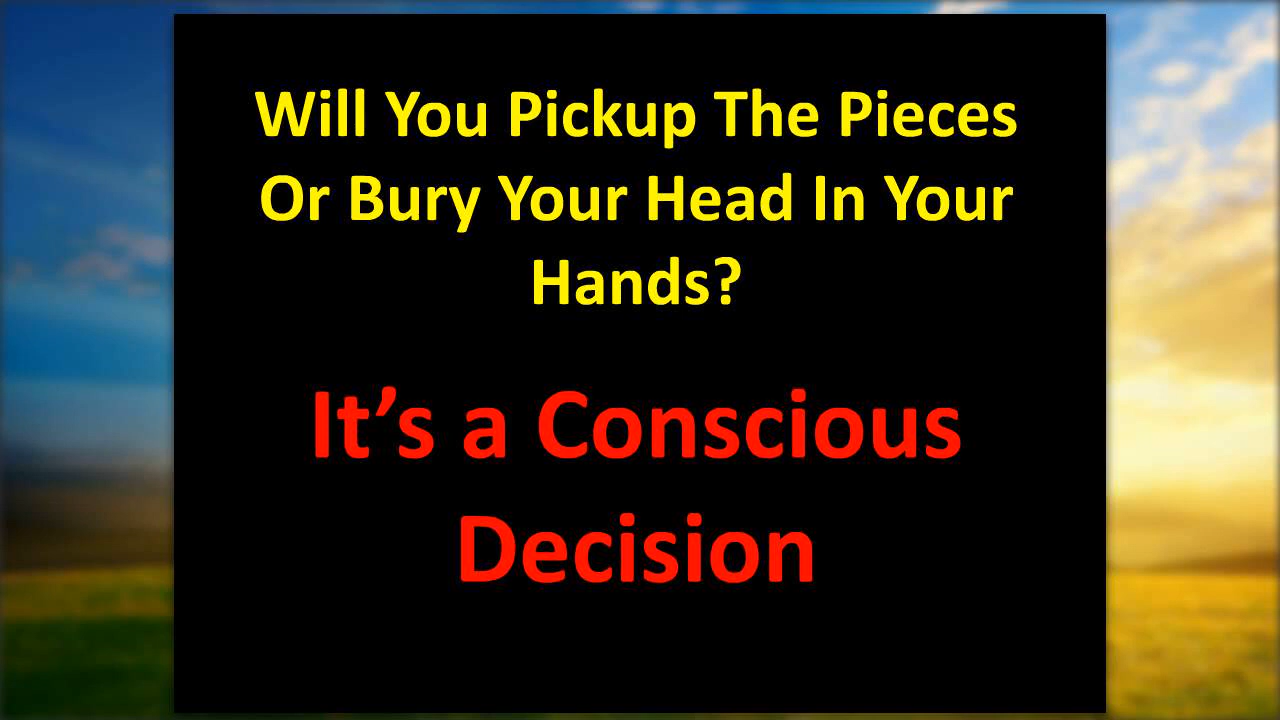 Will You Pickup The Pieces
Or Bury Your Head In Your
Hands?
It’s a Conscious
Decision